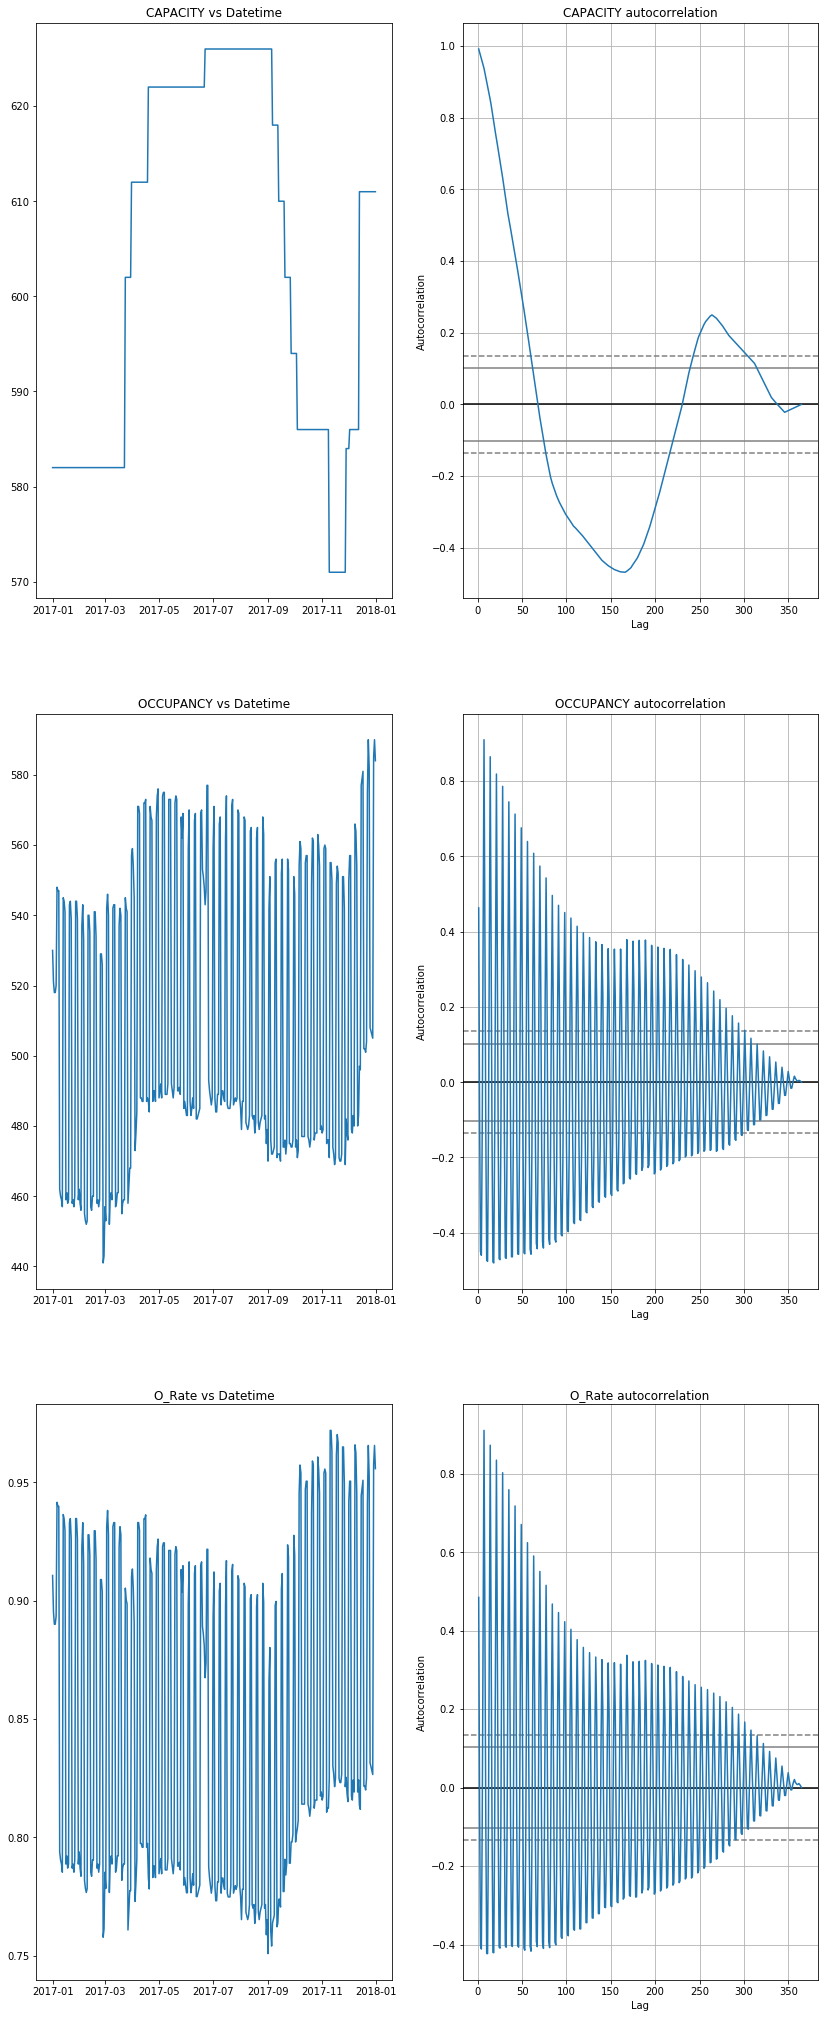 CAPACITY vs Datetime
620
610
600
590
580
570
2017-01 2017-03 2017-05 2017-07 2017-09 2017-11 2018-01
CAPACITY autocorrelation
Autocorrelation
1.0
0.8
0.6
0.4
0.2
0.0
−0.2
−0.4
0 50 100 150 200 250 300 350
Lag
OCCUPANCY vs Datetime
580
560
540
520
500
480
460
440
2017-01 2017-03 2017-05 2017-07 2017-09 2017-11 2018-01
OCCUPANCY autocorrelation
Autocorrelation
0.8
0.6
0.4
0.2
0.0
−0.2
−0.4
0 50 100 150 200 250 300 350
Lag
O_Rate vs Datetime
0.95
0.90
0.85
0.80
0.75
2017-01 2017-03 2017-05 2017-07 2017-09 2017-11 2018-01
O_Rate autocorrelation
Autocorrelation
0.8
0.6
0.4
0.2
0.0
−0.2
−0.4
0 50 100 150 200 250 300 350
Lag